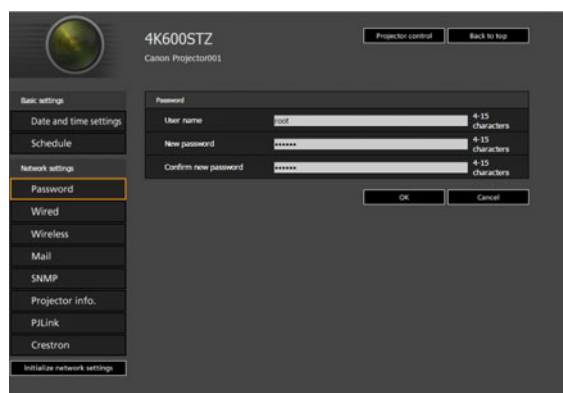 4K600STZ
Canon Projector001
Projector control
Back to top
Basic settings
Date and time settings
Schedule
Network settings
Password
Wired
Wireless
Mail
SNMP
Projector info.
PJLink
Crestron
Initialize network settings
Password
User name
root
4-15
characters
New password
••••••
4-15
characters
Confirm new password
••••••
4-15
characters
OK
Cancel